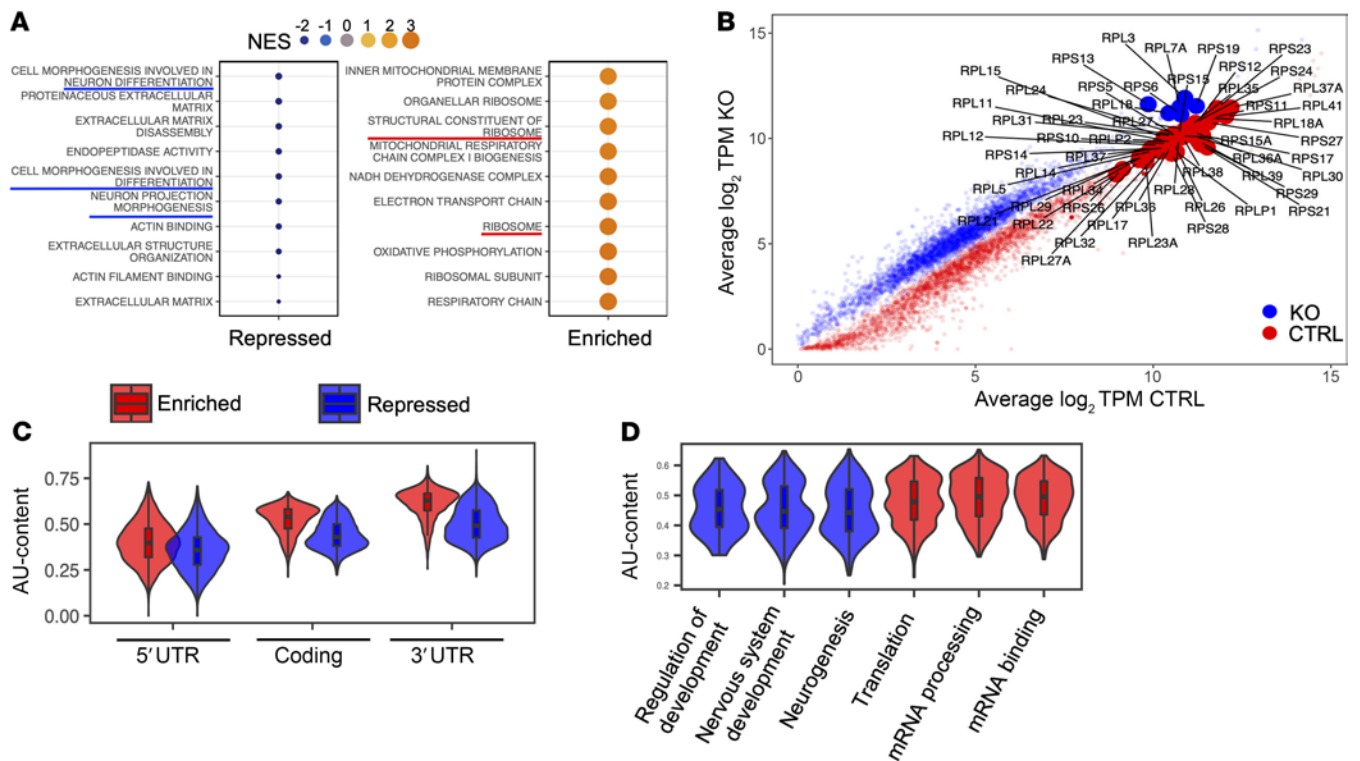 A
NES
-2 -1 0 1 2 3
CELL MORPHOGENESIS INVOLVED IN
NEURON DIFFERENTIATION
PROTEINACEOUS EXTRACELLULAR
MATRIX
EXTRACELLULAR MATRIX
DISASSEMBLY
ENDOPEPTIDASE ACTIVITY
CELL MORPHOGENESIS INVOLVED IN
DIFFERENTIATION
NEURON PROJECTION
MORPHOGENESIS
ACTIN BINDING
EXTRACELLULAR STRUCTURE
ORGANIZATION
ACTIN FILAMENT BINDING
EXTRACELLULAR MATRIX
Repressed
INNER MITOCHONDRIAL MEMBRANE
PROTEIN COMPLEX
ORGANELLAR RIBOSOME
STRUCTURAL CONSTITUENT OF
RIBOSOME
MITOCHONDRIAL RESPIRATORY
CHAIN COMPLEX I BIOGENESIS
NADH DEHYDROGENASE COMPLEX
ELECTRON TRANSPORT CHAIN
RIBOSOME
OXIDATIVE PHOSPHORYLATION
RIBOSOMAL SUBUNIT
RESPIRATORY CHAIN
Enriched
B
Average log2 TPM KO
15
10
5
0
RPL3
RPL7A
RPS19
RPS23
RPS13
RPS15
RPS12
RPL15
RPS5
RPS6
RPL35
RPS24
RPL24
RPL37A
RPL11
RPL18
RPS11
RPL41
RPL31
RPL23
RPL27
RPL18A
RPL12
RPS10
RPLP2
RPS15A
RPS27
RPS14
RPL37
RPL36A
RPS17
RPL14
RPL38
RPL30
RPL5
RPL34
RPL28
RPL39
RPS29
RPL21
RPL29
RPS25
RPL36
RPL26
RPLP1
RPS21
RPL22
RPL17
RPS28
RPL32
RPL23A
RPL27A
KO
CTRL
0 5 10 15
Average log2 TPM CTRL
Enriched
Repressed
C
AU-content
0.75
0.50
0.25
0.00
5′UTR
Coding
3′UTR
D
AU-content
0.6
0.5
0.4
0.3
0.2
Regulation of
development
Nervous system
development
Neurogenesis
Translation
mRNA processing
mRNA binding